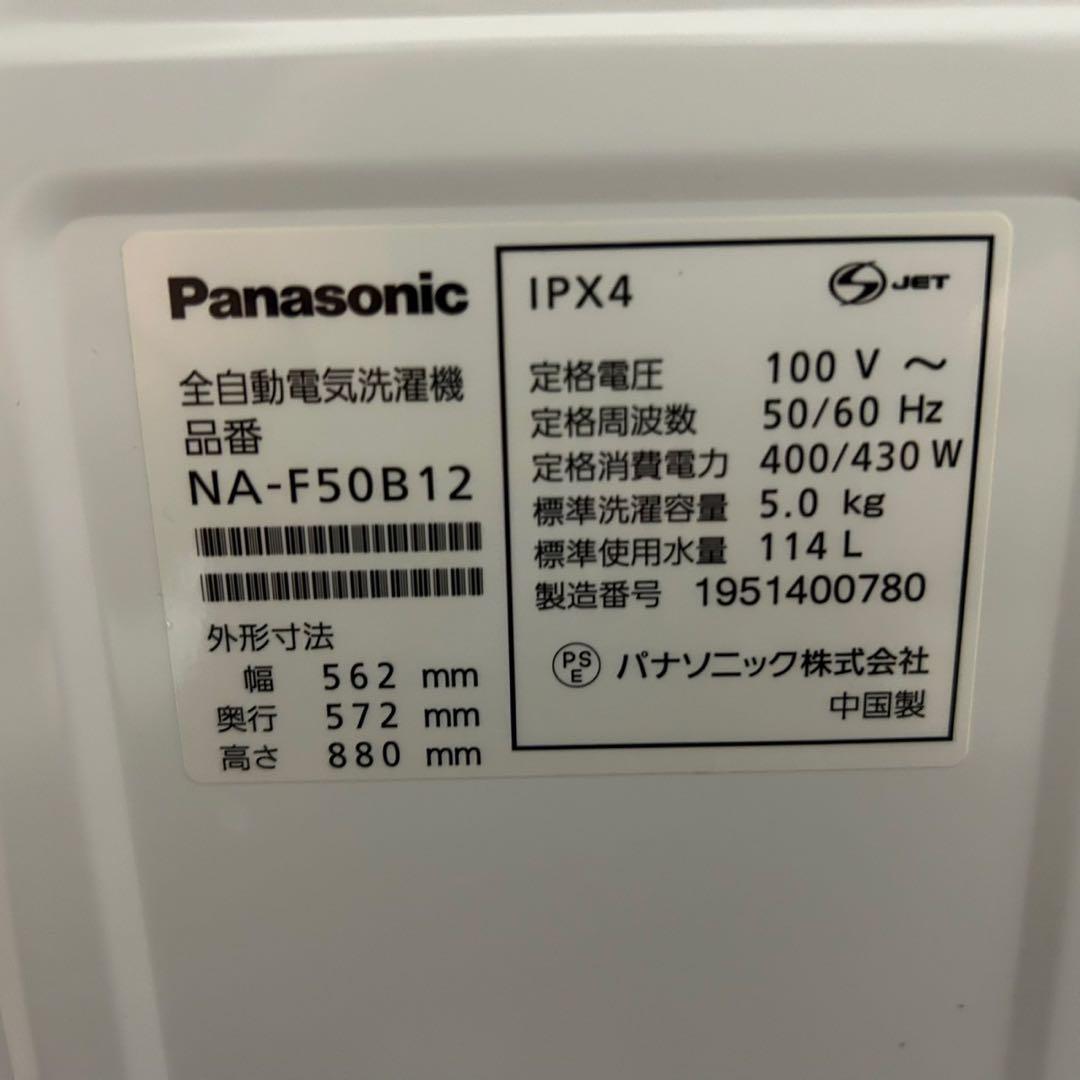 Panasonic
全自動電気洗濯機
品番
NA-F50B12
外形寸法
幅 562 mm
奥行 572 mm
高さ 880 mm
IPX4
S JET
定格電圧 100 V ～
定格周波数 50/60 Hz
定格消費電力 400/430 W
標準洗濯容量 5.0 kg
標準使用水量 114 L
製造番号 1951400780
PS
E パナソニック株式会社
中国製